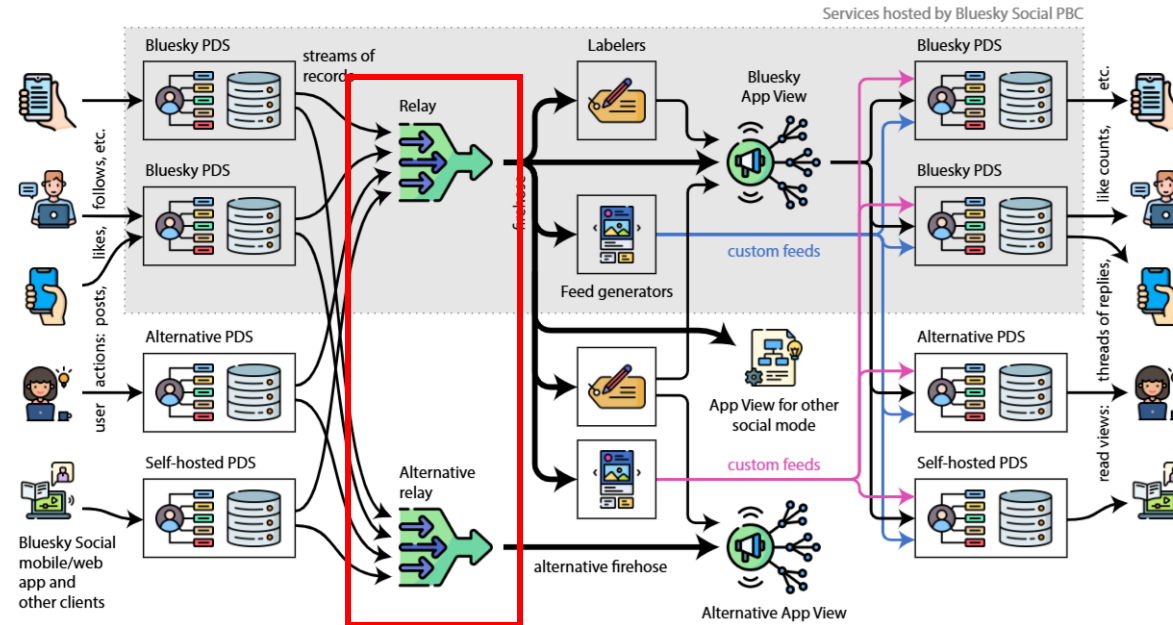 Services hosted by Bluesky Social PBC
Bluesky PDS
streams of
records
Labelers
Bluesky
App View
Bluesky PDS
Relay
Bluesky PDS
Bluesky PDS
firehose
custom feeds
Feed generators
Alternative PDS
Alternative PDS
App View for other
social mode
Self-hosted PDS
Alternative
relay
custom feeds
Self-hosted PDS
alternative firehose
Bluesky Social
mobile/web
app and
other clients
Alternative App View
user actions: posts, likes, follows, etc.
read views: threads of replies, like counts, etc.